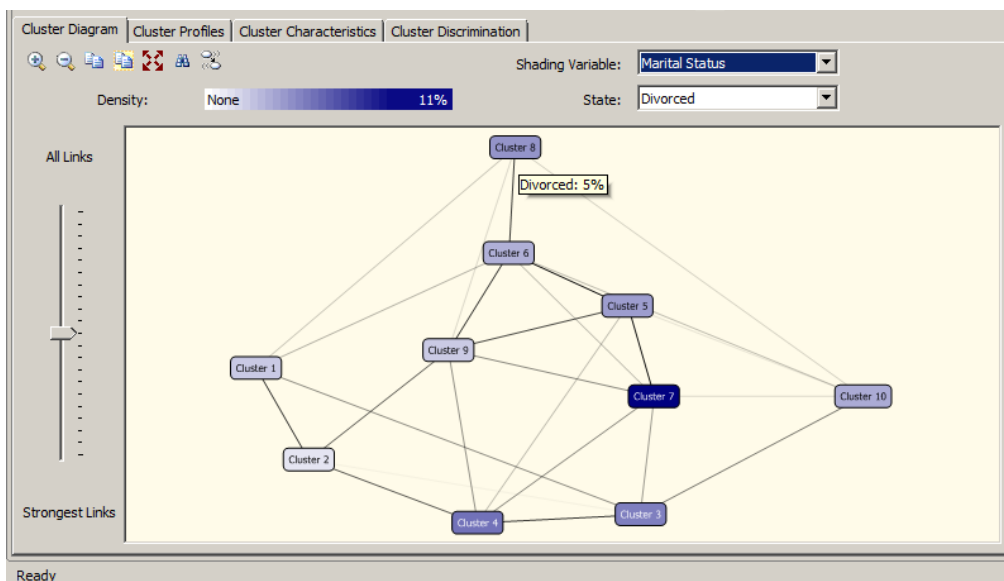 Cluster Diagram Cluster Profiles Cluster Characteristics Cluster Discrimination
Shading Variable: Marital Status
Density: None 11% State: Divorced
All Links
Strongest Links
Cluster 8
Divorced: 5%
Cluster 6
Cluster 5
Cluster 9
Cluster 1
Cluster 7
Cluster 10
Cluster 2
Cluster 3
Cluster 4
Ready